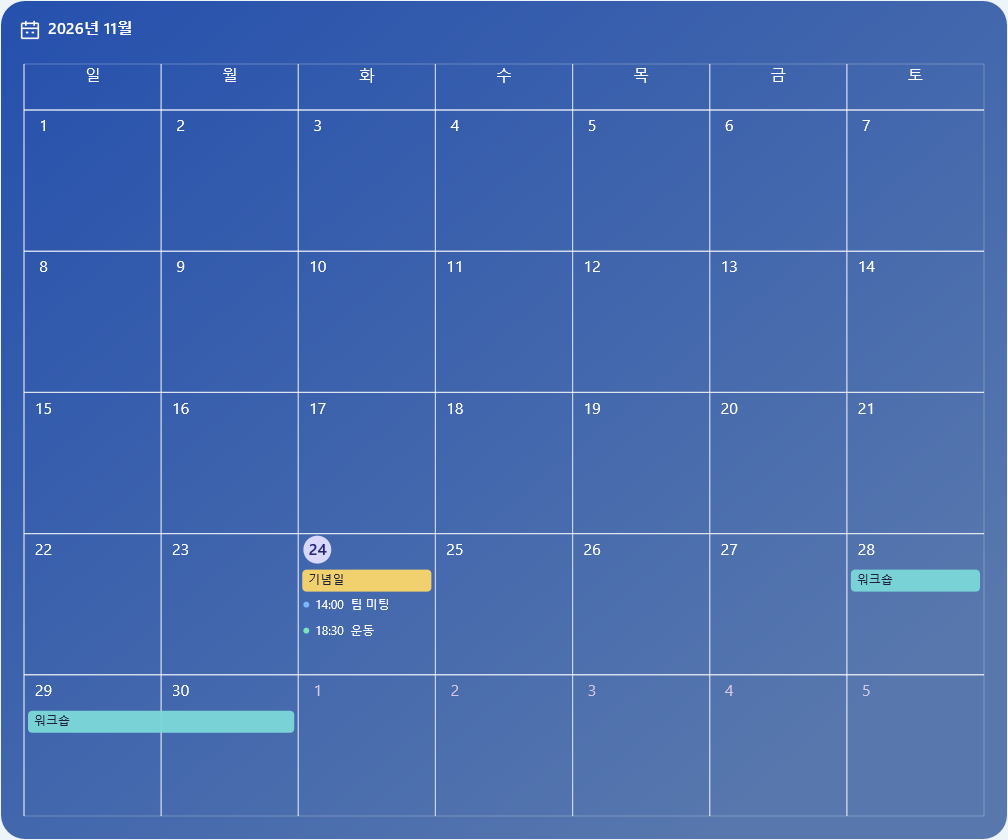 2026년 11월
일 월 화 수 목 금 토
1 2 3 4 5 6 7
8 9 10 11 12 13 14
15 16 17 18 19 20 21
22 23 24 25 26 27 28
기념일 워크숍
14:00 팀 미팅
18:30 운동
29 30 1 2 3 4 5
워크숍